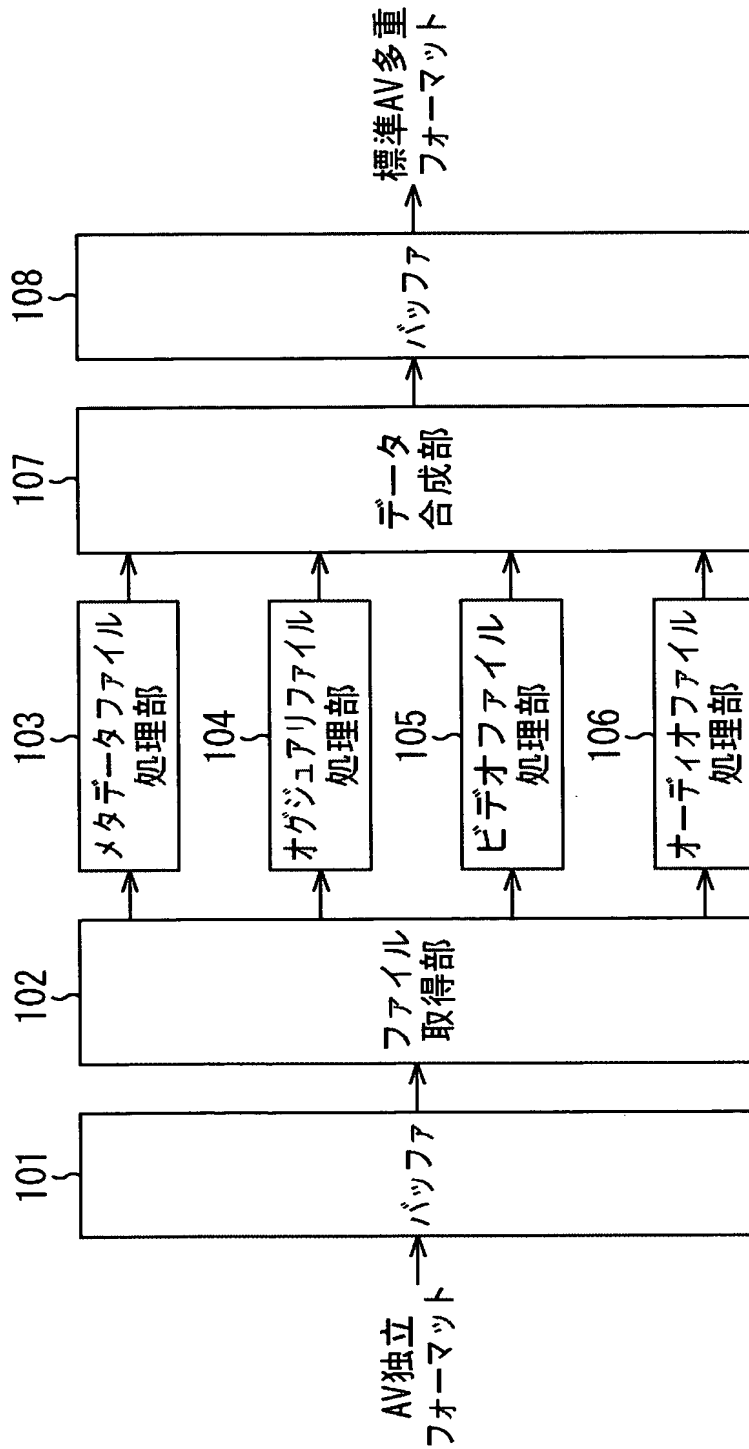 AV独立
フォーマット
101
バッファ
102
ファイル
取得部
103
メタデータファイル
処理部
104
オグジュアリファイル
処理部
105
ビデオファイル
処理部
106
オーディオファイル
処理部
107
データ
合成部
108
バッファ
標準AV多重
フォーマット